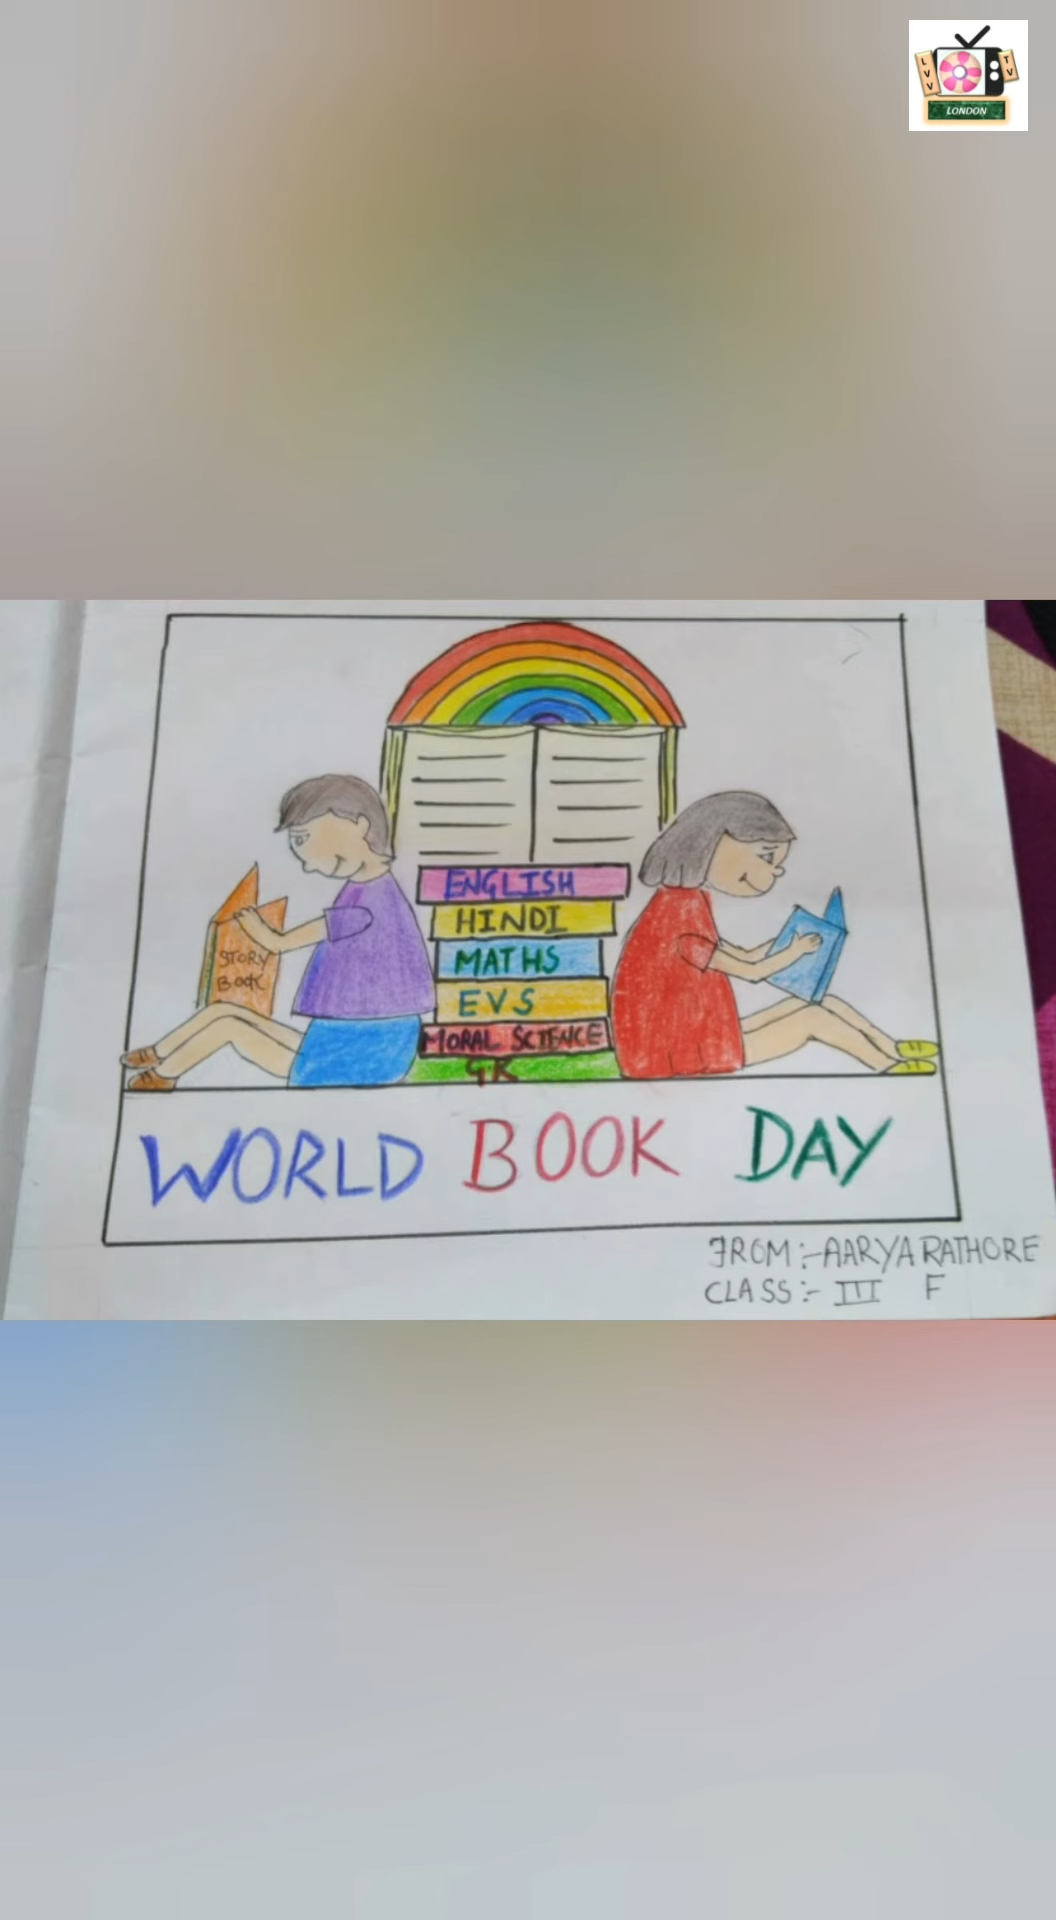 LVV
TV
LONDON
STORY
BOOK
ENGLISH
HINDI
MATHS
EVS
MORAL SCIENCE
GK
WORLD BOOK DAY
FROM:-AARYA RATHORE
CLASS:- III F